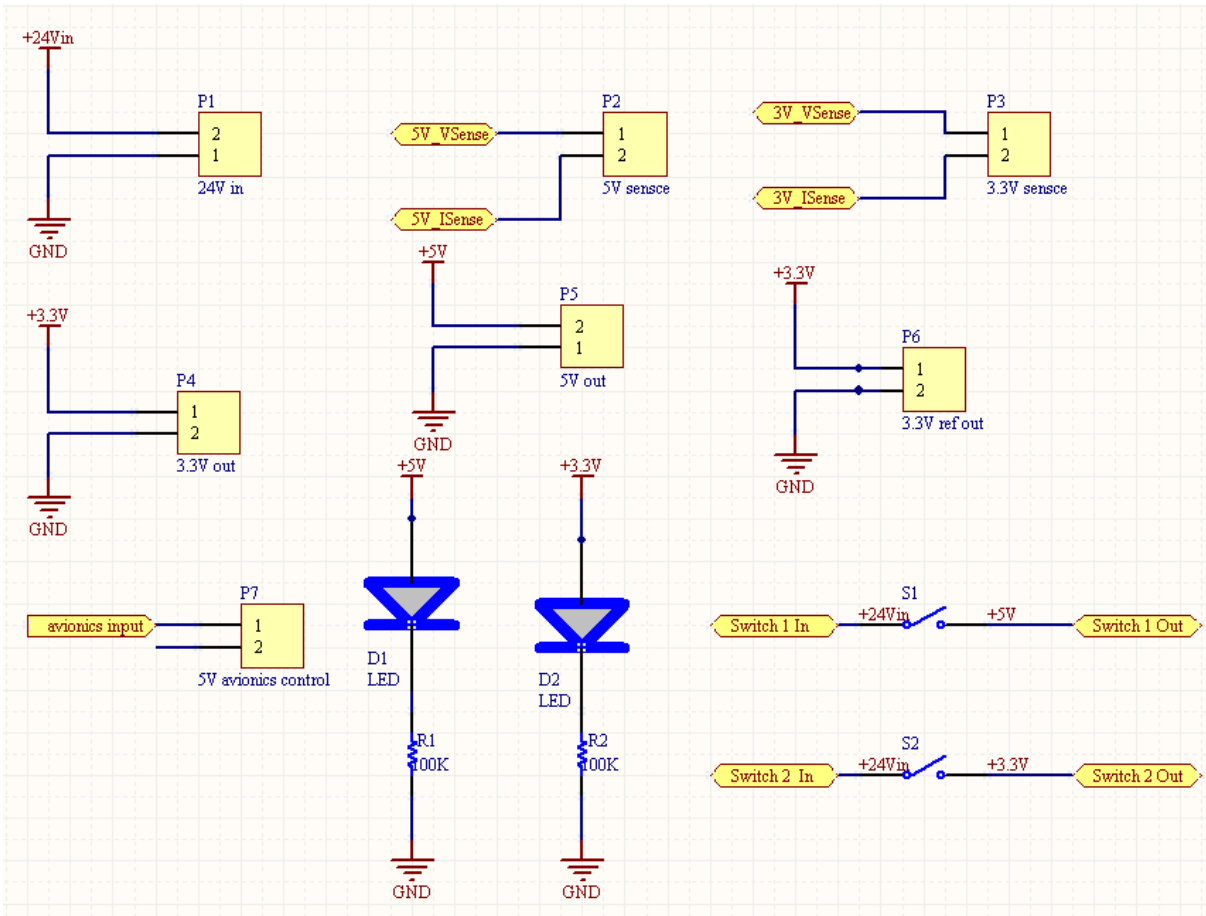 +24Vin
P1
2
1
24V in
GND
5V_VSense
5V_ISense
P2
1
2
5V sensce
3V_VSense
3V_ISense
P3
1
2
3.3V sensce
+3.3V
P4
1
2
3.3V out
GND
+5V
P5
2
1
5V out
GND
+3.3V
P6
1
2
3.3V ref out
GND
avionics input
P7
1
2
5V avionics control
+5V
D1
LED
R1
100K
GND
+3.3V
D2
LED
R2
100K
GND
Switch 1 In
+24Vin
S1
+5V
Switch 1 Out
Switch 2 In
+24Vin
S2
+3.3V
Switch 2 Out